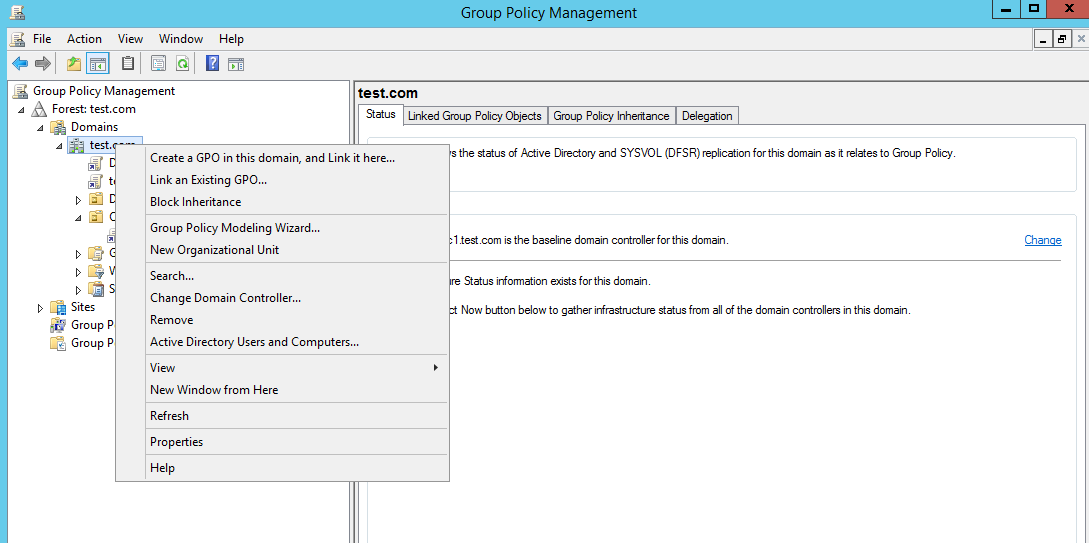 Group Policy Management
File Action View Window Help
Group Policy Management
Forest: test.com
Domains
test.com
Sites
Group P
Group P
Create a GPO in this domain, and Link it here...
Link an Existing GPO...
Block Inheritance
Group Policy Modeling Wizard...
New Organizational Unit
Search...
Change Domain Controller...
Remove
Active Directory Users and Computers...
View
New Window from Here
Refresh
Properties
Help
test.com
Status Linked Group Policy Objects Group Policy Inheritance Delegation
the status of Active Directory and SYSVOL (DFSR) replication for this domain as it relates to Group Policy.
c1.test.com is the baseline domain controller for this domain. Change
Status information exists for this domain.
Now button below to gather infrastructure status from all of the domain controllers in this domain.